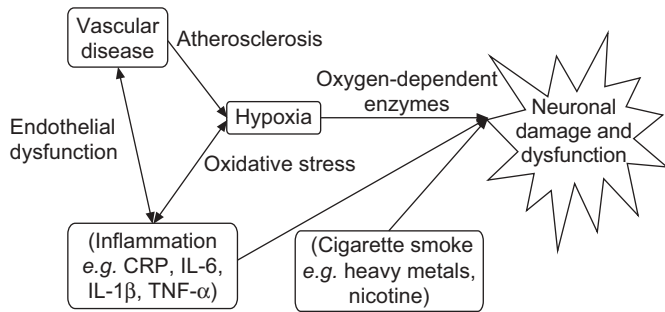 Vascular
disease
Atherosclerosis
Oxygen-dependent
enzymes
Neuronal
damage and
dysfunction
Hypoxia
Endothelial
dysfunction
Oxidative stress
(Inflammation
e.g. CRP, IL-6,
IL-1β, TNF-α)
(Cigarette smoke
e.g. heavy metals,
nicotine)